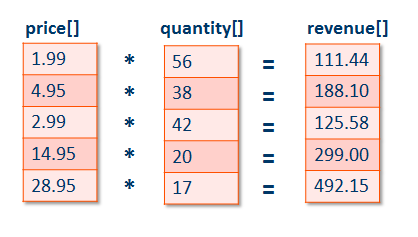 price[] quantity[] revenue[]
1.99 * 56 = 111.44
4.95 * 38 = 188.10
2.99 * 42 = 125.58
14.95 * 20 = 299.00
28.95 * 17 = 492.15